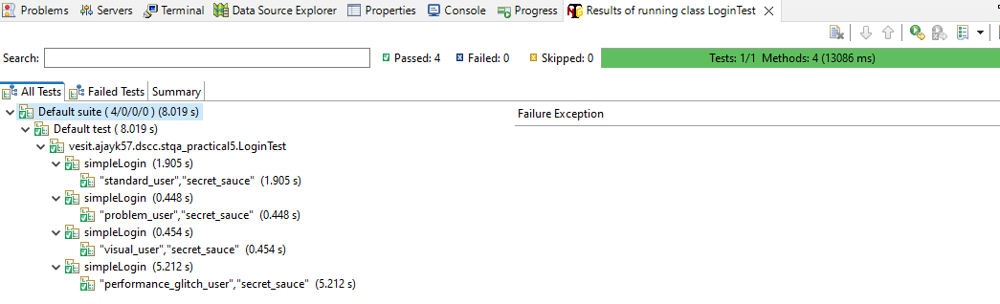 Problems Servers Terminal Data Source Explorer Properties Console Progress Results of running class LoginTest
Search: Passed: 4 Failed: 0 Skipped: 0 Tests: 1/1 Methods: 4 (13086 ms)
All Tests Failed Tests Summary
Default suite ( 4/0/0/0 ) (8.019 s)
Failure Exception
Default test ( 8.019 s)
vesit.ajayk57.dscc.stqa_practical5.LoginTest
simpleLogin (1.905 s)
"standard_user","secret_sauce" (1.905 s)
simpleLogin (0.448 s)
"problem_user","secret_sauce" (0.448 s)
simpleLogin (0.454 s)
"visual_user","secret_sauce" (0.454 s)
simpleLogin (5.212 s)
"performance_glitch_user","secret_sauce" (5.212 s)